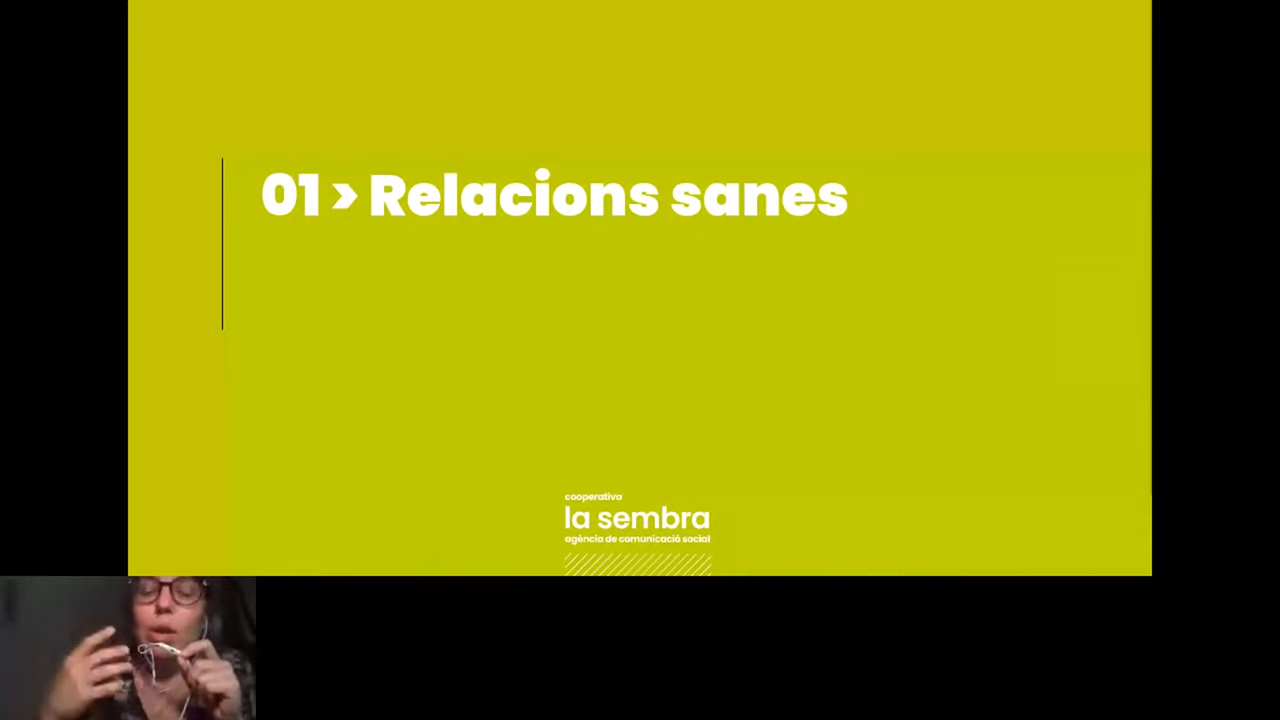 01 > Relacions sanes
cooperativa
la sembra
agència de comunicació social